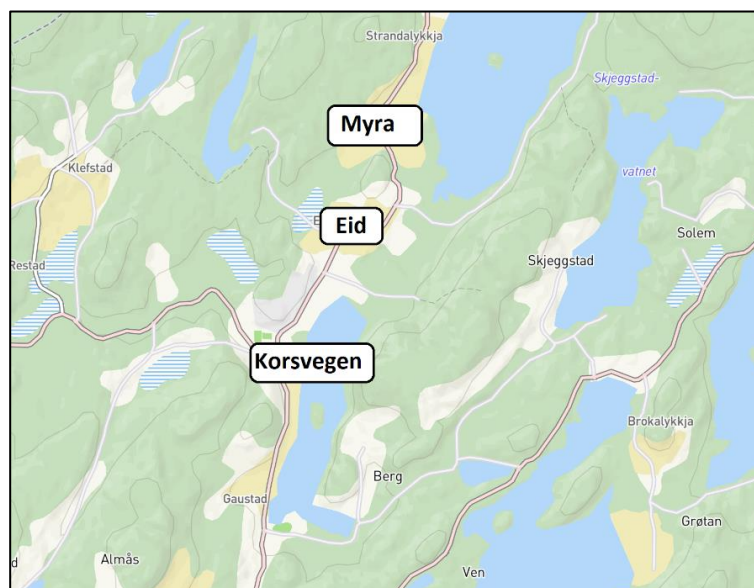 Strandalykkja
Skjeggstad-
Myra
vatnet
Klefstad
Eid
Solem
Skjeggstad
Restad
Korsvegen
Brokalykkja
Berg
Gaustad
Grøtan
Almås
Ven